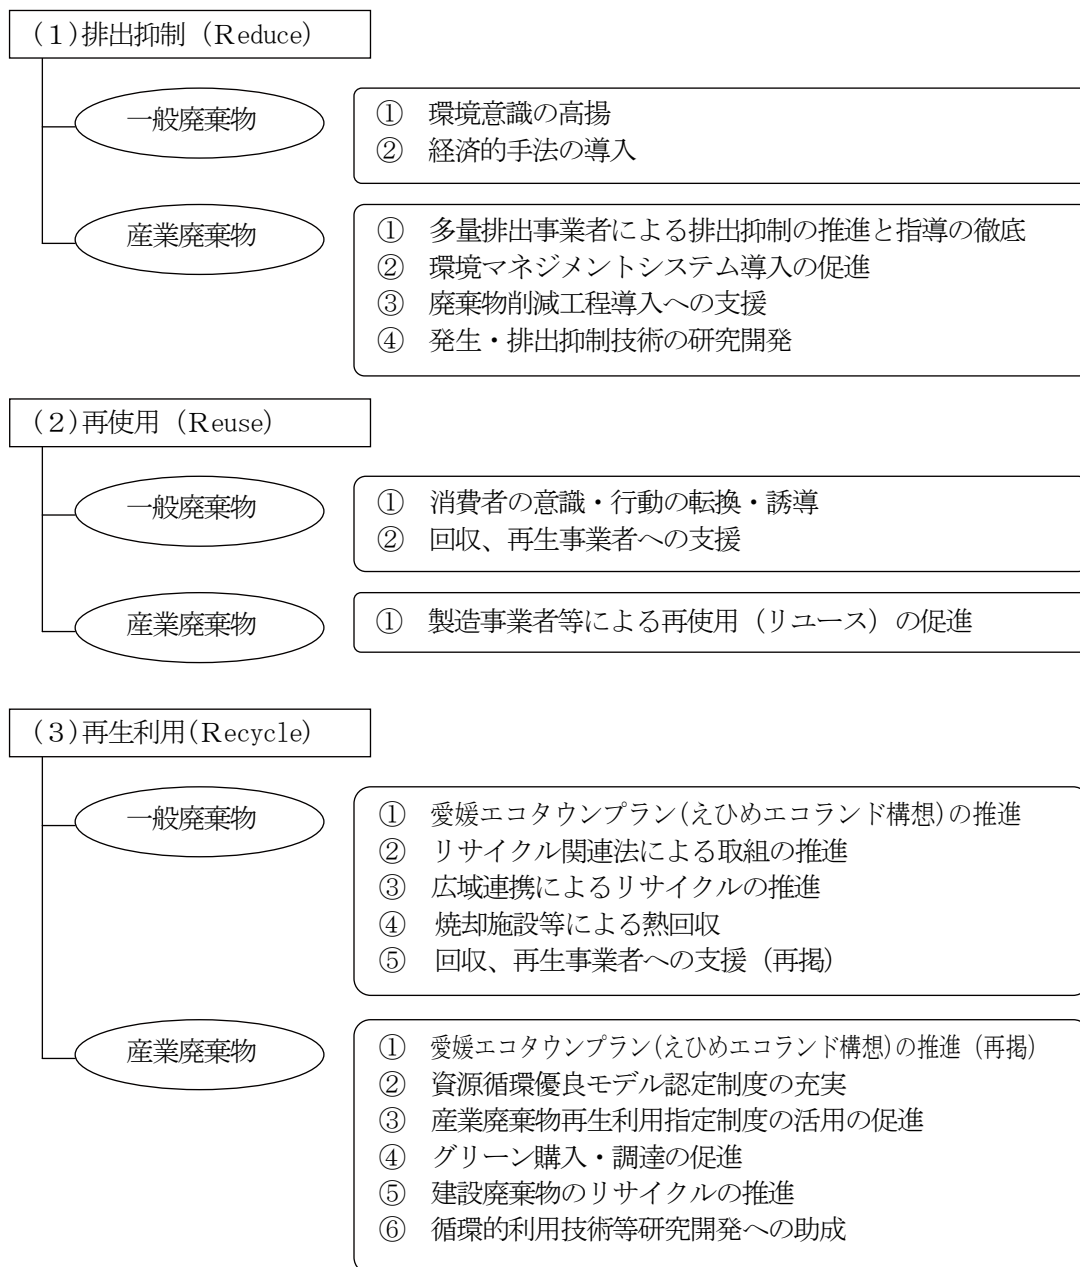 (１)排出抑制（Ｒeduce）
一般廃棄物
① 環境意識の高揚
② 経済的手法の導入
産業廃棄物
① 多量排出事業者による排出抑制の推進と指導の徹底
② 環境マネジメントシステム導入の促進
③ 廃棄物削減工程導入への支援
④ 発生・排出抑制技術の研究開発
(２)再使用（Ｒeuse）
一般廃棄物
① 消費者の意識・行動の転換・誘導
② 回収、再生事業者への支援
産業廃棄物
① 製造事業者等による再使用（リユース）の促進
(３)再生利用(Ｒecycle)
一般廃棄物
① 愛媛エコタウンプラン(えひめエコランド構想)の推進
② リサイクル関連法による取組の推進
③ 広域連携によるリサイクルの推進
④ 焼却施設等による熱回収
⑤ 回収、再生事業者への支援（再掲）
産業廃棄物
① 愛媛エコタウンプラン(えひめエコランド構想)の推進（再掲）
② 資源循環優良モデル認定制度の充実
③ 産業廃棄物再生利用指定制度の活用の促進
④ グリーン購入・調達の促進
⑤ 建設廃棄物のリサイクルの推進
⑥ 循環的利用技術等研究開発への助成